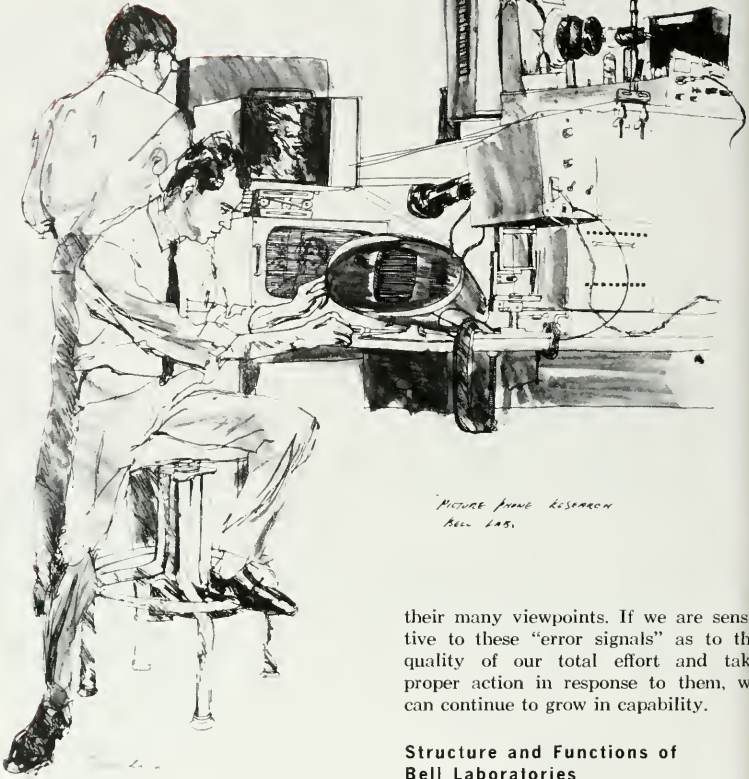 PICTURE PHONE RESEARCH
BELL LAB.
their many viewpoints. If we are sensi
tive to these “error signals” as to th
quality of our total effort and tak
proper action in response to them, w
can continue to grow in capability.
Structure and Functions of
Bell Laboratories